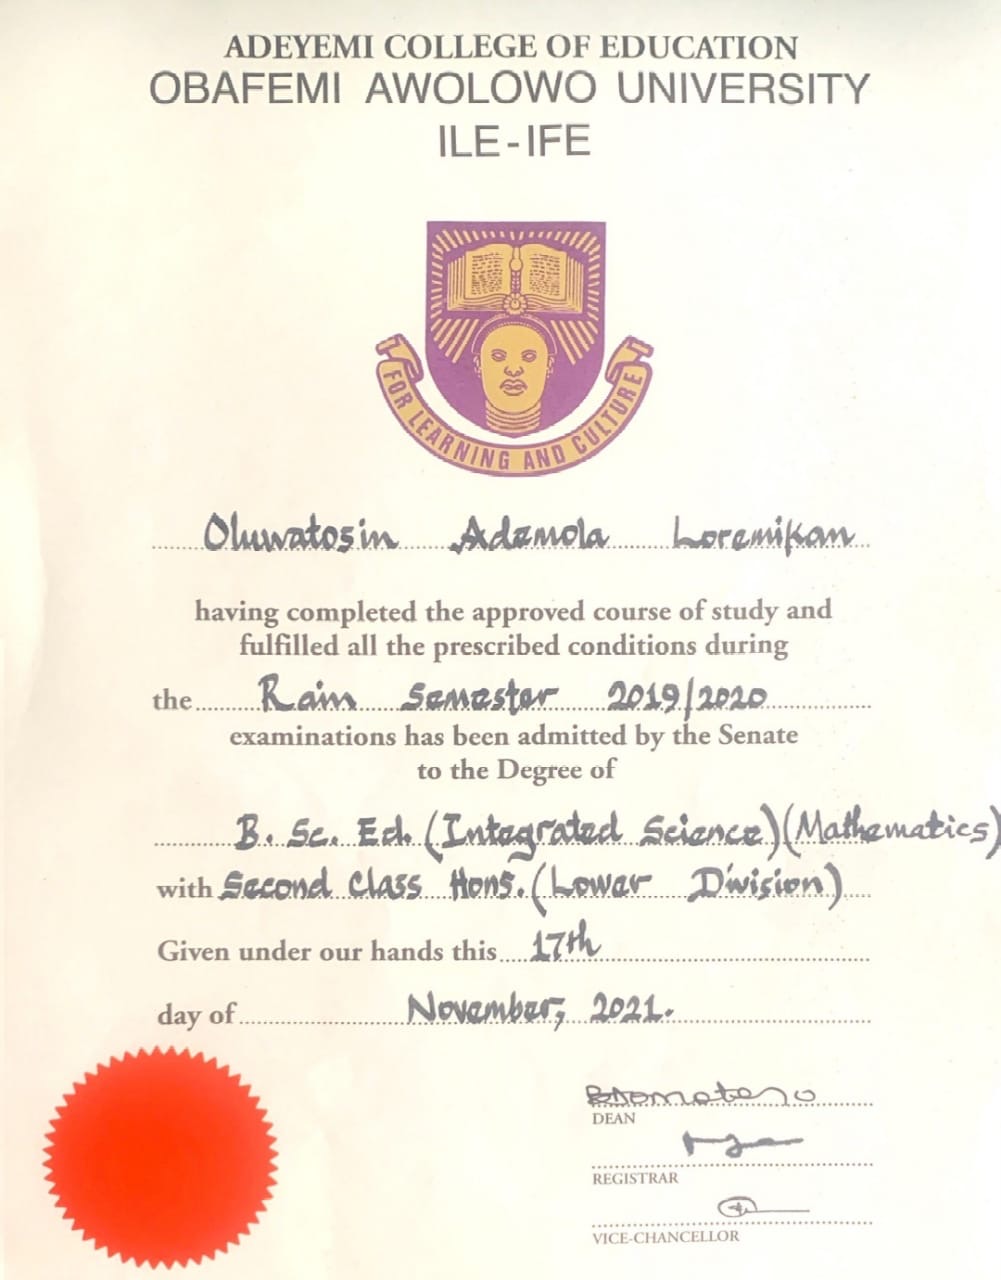 ADEYEMI COLLEGE OF EDUCATION
OBAFEMI AWOLOWO UNIVERSITY
ILE-IFE
FOR LEARNING AND CULTURE
Oluwatosin Ademola Loremikan
having completed the approved course of study and
fulfilled all the prescribed conditions during
the Rain Semester 2019/2020
examinations has been admitted by the Senate
to the Degree of
B. Sc. Ed. (Integrated Science)(Mathematics)
with Second Class Hons. (Lower Division)
Given under our hands this 17th
day of November, 2021.
DEAN
REGISTRAR
VICE-CHANCELLOR